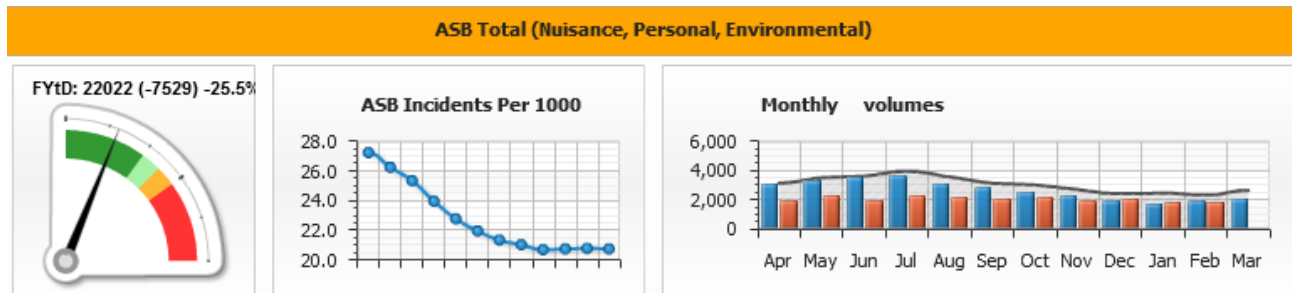 ASB Total (Nuisance, Personal, Environmental)
FYtD: 22022 (-7529) -25.5%
ASB Incidents Per 1000
28.0
26.0
24.0
22.0
20.0
Monthly volumes
6,000
4,000
2,000
0
Apr May Jun Jul Aug Sep Oct Nov Dec Jan Feb Mar